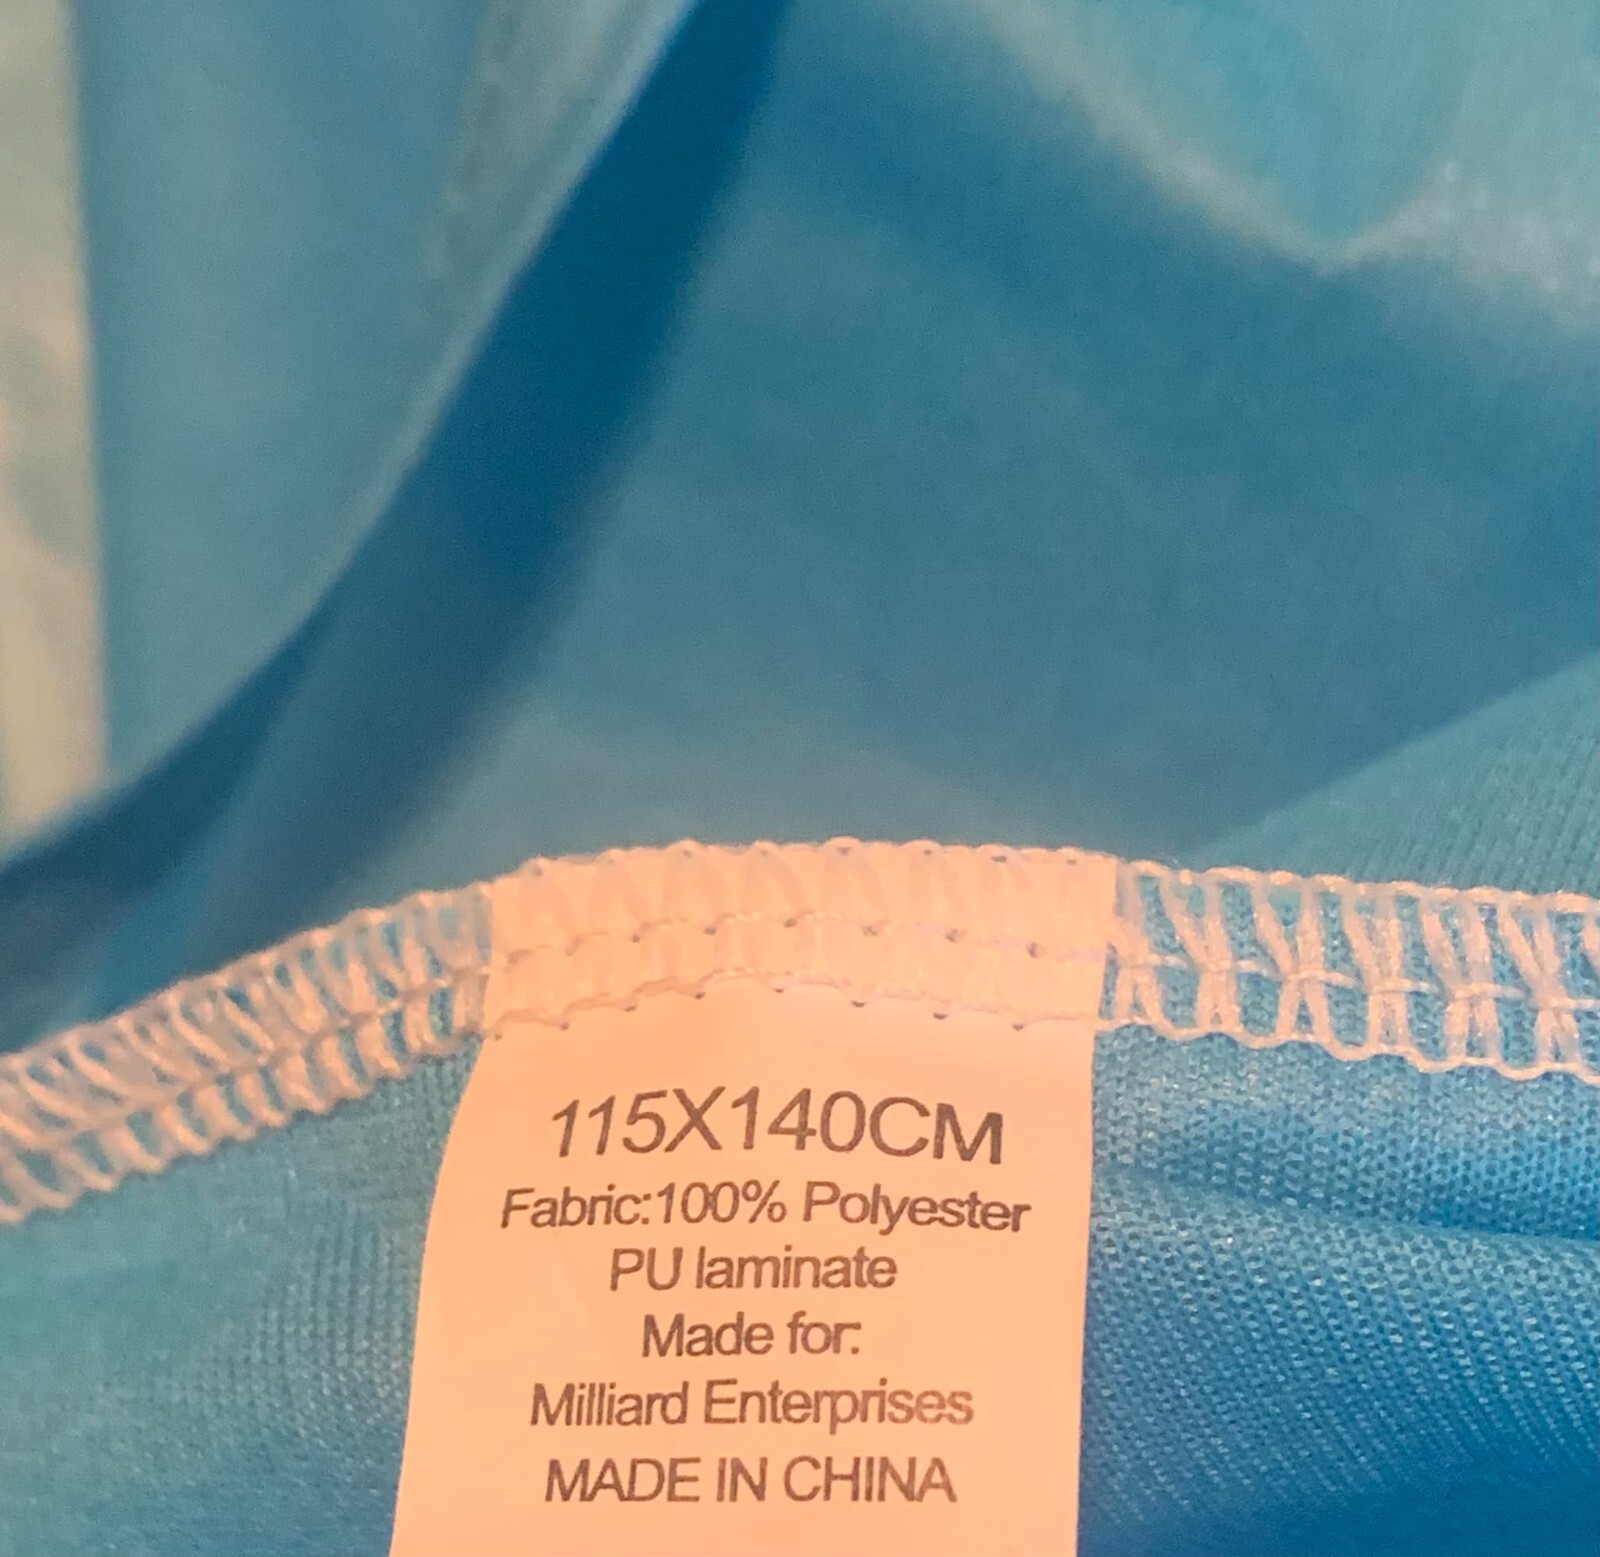 115X140CM
Fabric:100% Polyester
PU laminate
Made for:
Milliard Enterprises
MADE IN CHINA